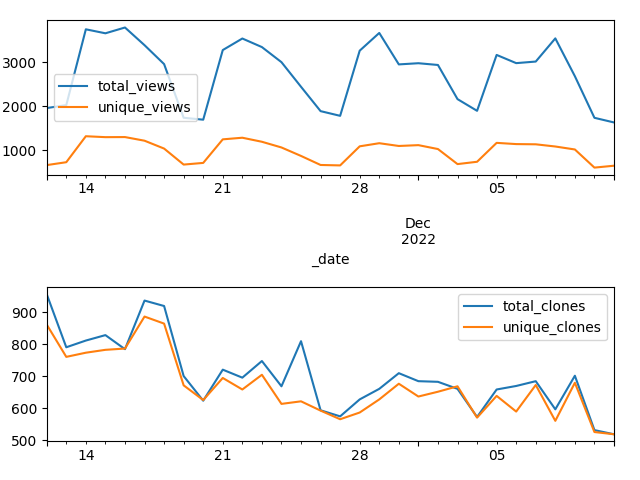 3000
2000
1000
total_views
unique_views
14 21 28 05
Dec
2022
_date
900
800
700
600
500
total_clones
unique_clones
14 21 28 05